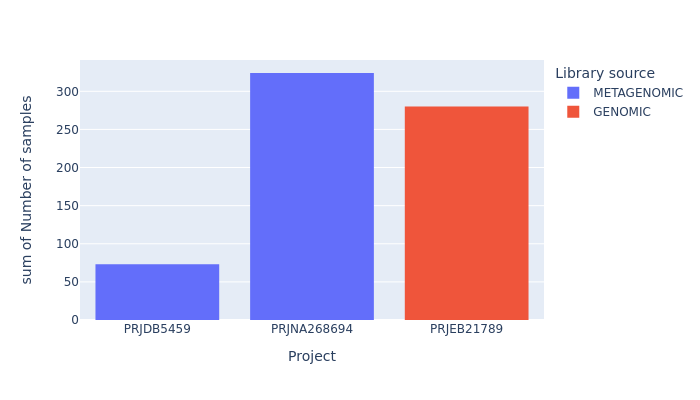 sum of Number of samples
300
250
200
150
100
50
0
PRJDB5459 PRJNA268694 PRJEB21789
Project
Library source
METAGENOMIC
GENOMIC